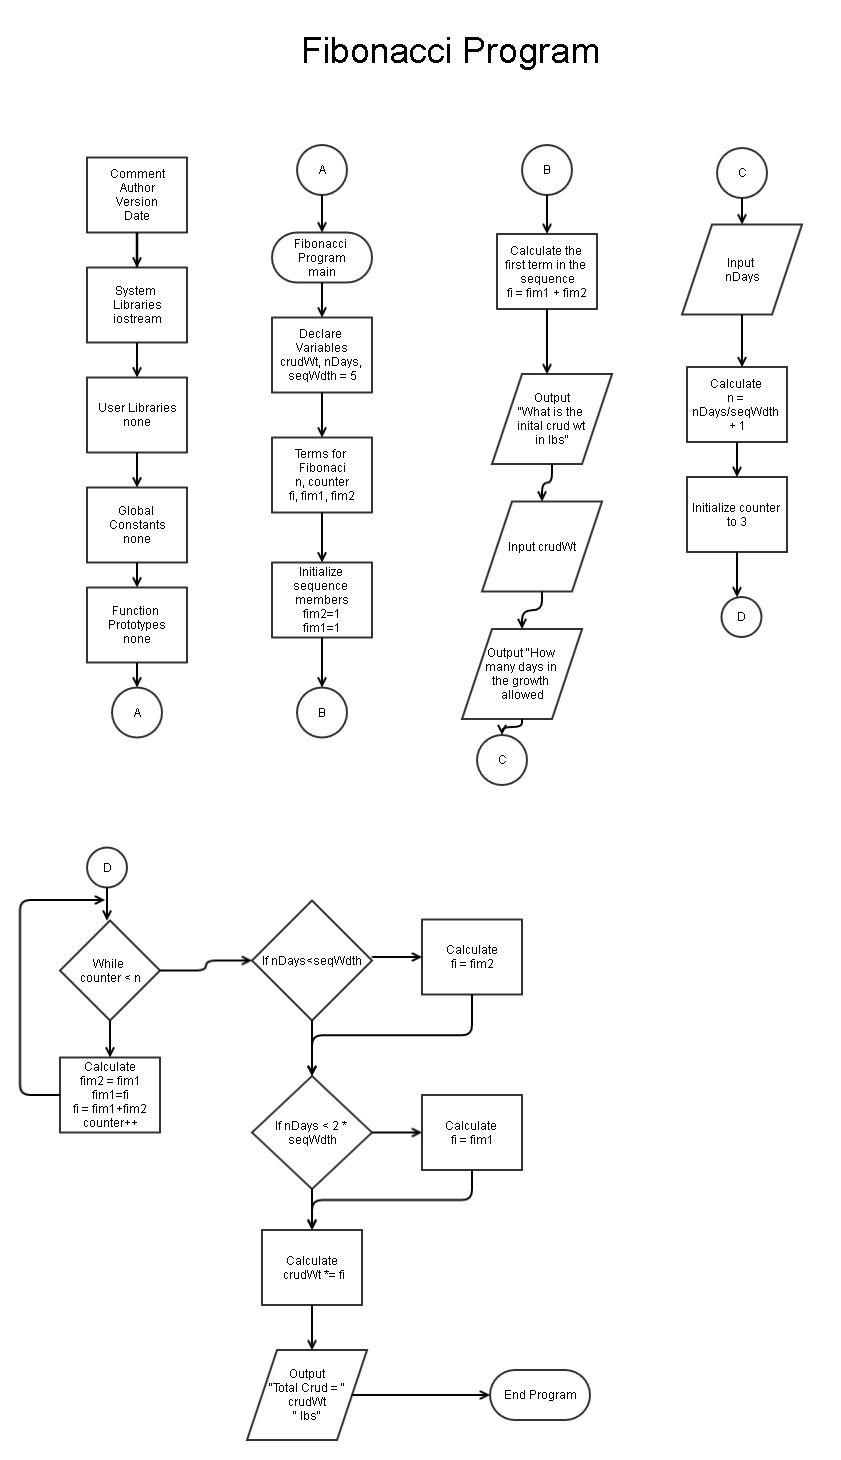 Fibonacci Program
Comment
Author
Version
Date
System
Libraries
iostream
User Libraries
none
Global
Constants
none
Function
Prototypes
none
A
A
Fibonacci
Program
main
Declare
Variables
crudWt, nDays,
seqWdth = 5
Terms for
Fibonaci
n, counter
fi, fim1, fim2
Initialize
sequence
members
fim2=1
fim1=1
B
B
Calculate the
first term in the
sequence
fi = fim1 + fim2
Output
"What is the
inital crud wt
in lbs"
Input crudWt
Output "How
many days in
the growth
allowed
C
C
Input
nDays
Calculate
n =
nDays/seqWdth
+ 1
Initialize counter
to 3
D
D
While
counter < n
Calculate
fim2 = fim1
fim1=fi
fi = fim1+fim2
counter++
If nDays<seqWdth
Calculate
fi = fim2
If nDays < 2 *
seqWdth
Calculate
fi = fim1
Calculate
crudWt *= fi
Output
"Total Crud = "
crudWt
" lbs"
End Program